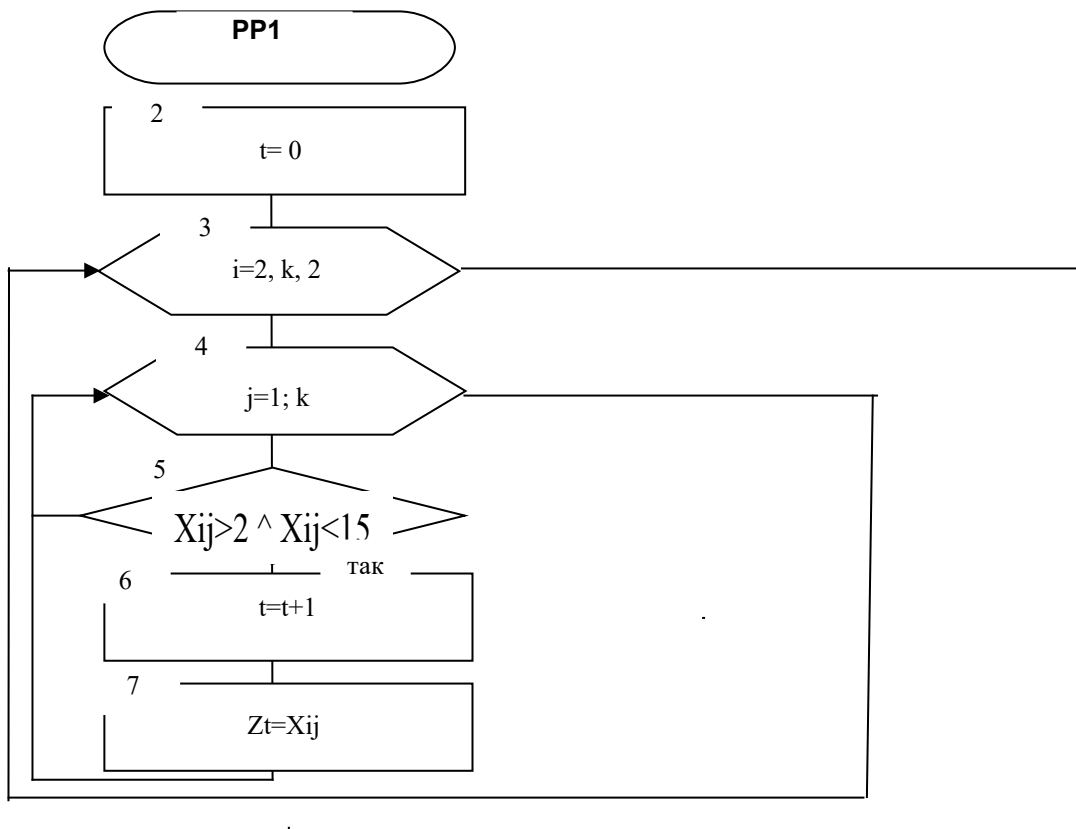 PP1
2
t= 0
3
i=2, k, 2
4
j=1; k
5
Xij>2 ^ Xij<15
так
6
t=t+1
7
Zt=Xij